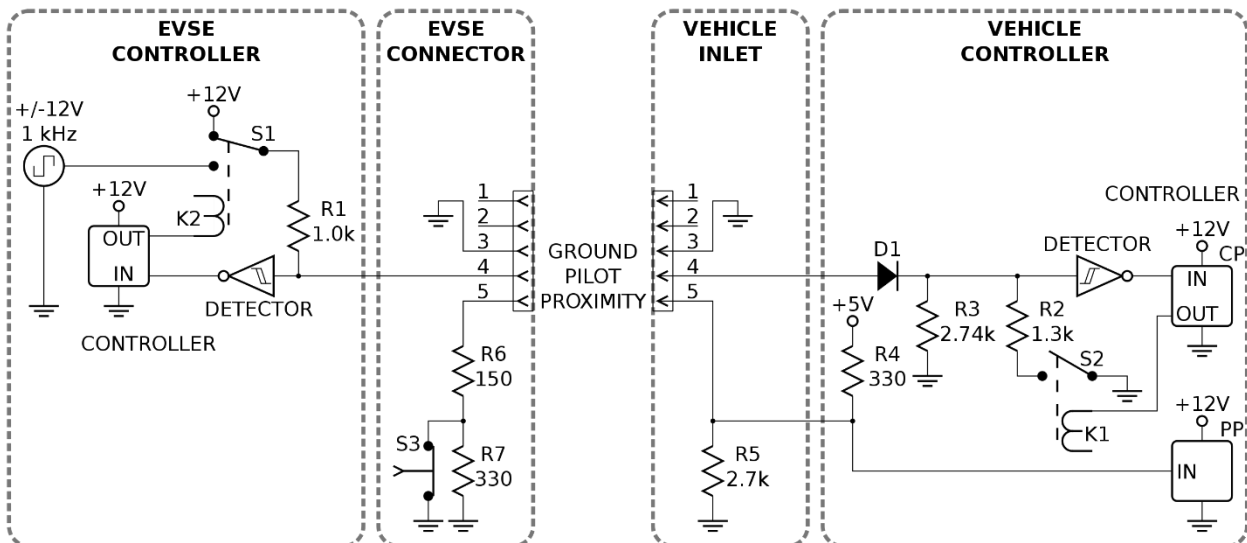 EVSE
CONTROLLER
+/-12V
1 kHz
+12V
S1
+12V
K2
OUT
IN
R1
1.0k
DETECTOR
CONTROLLER
EVSE
CONNECTOR
1
2
3
4
5
R6
150
S3
R7
330
GROUND
PILOT
PROXIMITY
VEHICLE
INLET
1
2
3
4
5
R5
2.7k
VEHICLE
CONTROLLER
CONTROLLER
D1
DETECTOR
+12V
CP
IN
OUT
+5V
R4
330
R3
2.74k
R2
1.3k
S2
K1
+12V
PP
IN